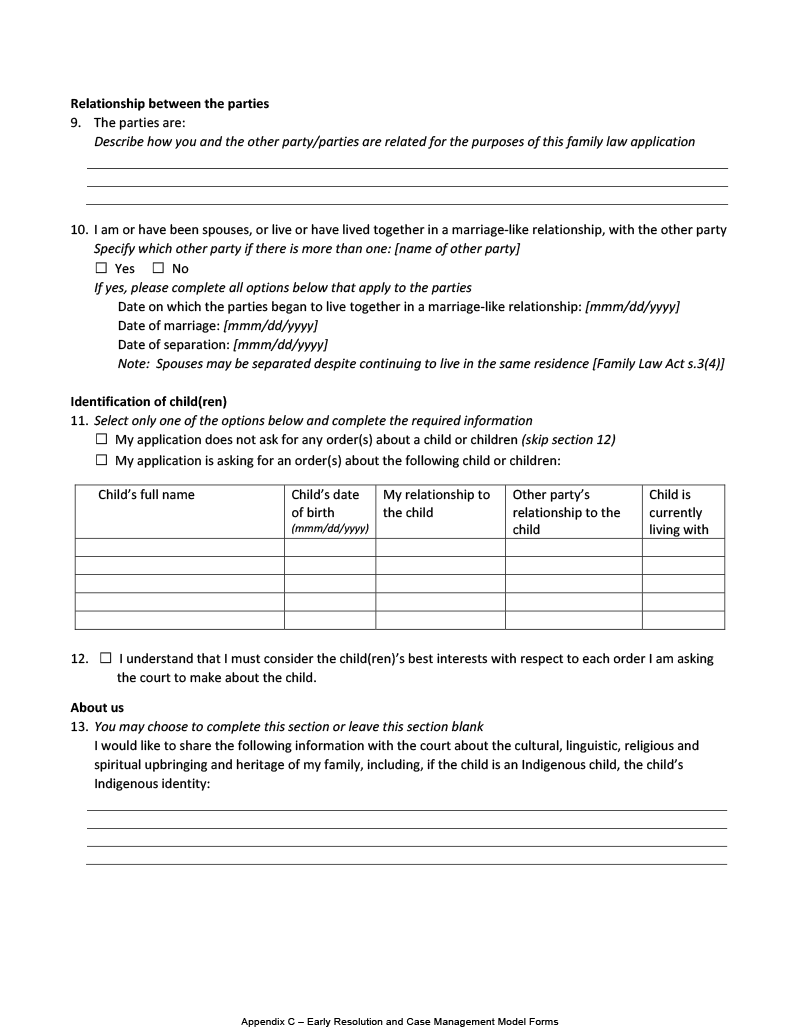 Relationship between the parties
9. The parties are:
Describe how you and the other party/parties are related for the purposes of this family law application
10. I am or have been spouses, or live or have lived together in a marriage-like relationship, with the other party
Specify which other party if there is more than one: [name of other party]
☐ Yes ☐ No
If yes, please complete all options below that apply to the parties
Date on which the parties began to live together in a marriage-like relationship: [mmm/dd/yyyy]
Date of marriage: [mmm/dd/yyyy]
Date of separation: [mmm/dd/yyyy]
Note: Spouses may be separated despite continuing to live in the same residence [Family Law Act s.3(4)]
Identification of child(ren)
11. Select only one of the options below and complete the required information
☐ My application does not ask for any order(s) about a child or children (skip section 12)
☐ My application is asking for an order(s) about the following child or children:
Child's full name
Child's date
of birth
(mmm/dd/yyyy)
My relationship to
the child
Other party's
relationship to the
child
Child is
currently
living with
12. ☐ I understand that I must consider the child(ren)'s best interests with respect to each order I am asking
the court to make about the child.
About us
13. You may choose to complete this section or leave this section blank
I would like to share the following information with the court about the cultural, linguistic, religious and
spiritual upbringing and heritage of my family, including, if the child is an Indigenous child, the child's
Indigenous identity:
Appendix C – Early Resolution and Case Management Model Forms